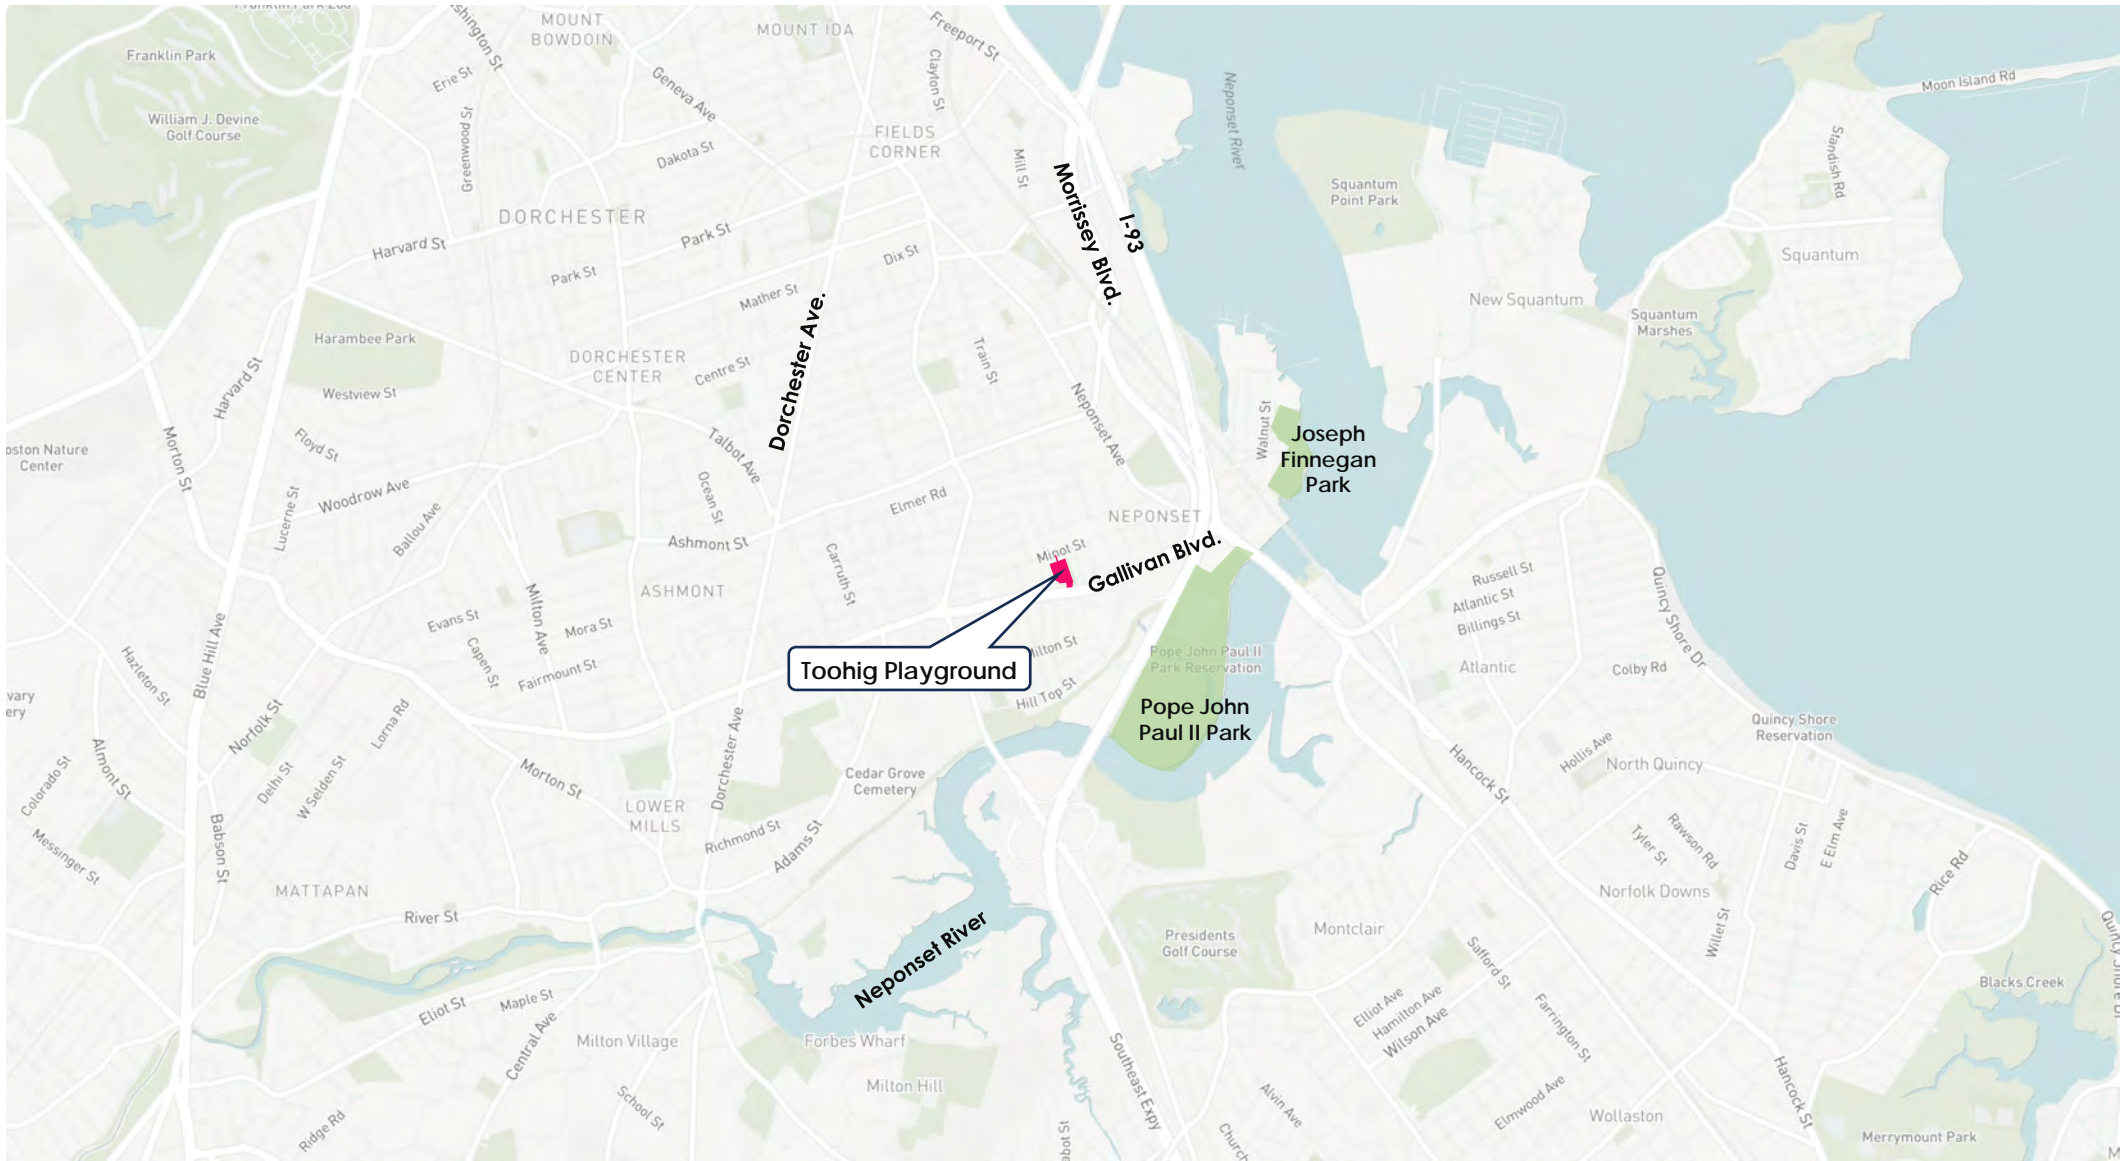 Franklin Park Zoo
Franklin Park
William J. Devine
Golf Course
Erie St
Greenwood St
MOUNT
BOWDOIN
MOUNT IDA
Geneva Ave
Freeport St
Clayton St
FIELDS
CORNER
Dakota St
Mill St
Neponset River
Moon Island Rd
Standish Rd
Squantum
Point Park
Squantum
New Squantum
Squantum
Marshes
DORCHESTER
Harvard St
Park St
Park St
Dix St
Mather St
Morrissey Blvd.
I-93
Dorchester Ave.
Harambee Park
Westview St
Harvard St
DORCHESTER
CENTER
Centre St
Train St
Neponset Ave
Walnut St
Joseph
Finnegan
Park
Morton St
Floyd St
Talbot Ave
Nature
Center
Woodrow Ave
Lucerne St
Ballou Ave
Ocean St
Elmer Rd
NEPONSET
Ashmont St
Minot St
Gallivan Blvd.
Carruth St
ASHMONT
Milton Ave
Evans St
Mora St
Capen St
Fairmount St
Toohig Playground
Hill Top St
Pope John Paul II
Park Reservation
Pope John
Paul II Park
Russell St
Atlantic St
Billings St
Atlantic
Quincy Shore Dr
Colby Rd
Quincy Shore
Reservation
Hollis Ave
North Quincy
Hancock St
Blue Hill Ave
Hazleton St
Norfolk St
Lorna Rd
Almont St
Colorado St
Delhi St
W Selden St
Morton St
Dorchester Ave
LOWER
MILLS
Cedar Grove
Cemetery
Richmond St
Adams St
Messinger St
Babson St
MATTAPAN
River St
Tyler St
Rawson Rd
Davis St
E Elm Ave
Rice Rd
Norfolk Downs
Willet St
Neponset River
Presidents
Golf Course
Montclair
Safford St
Blacks Creek
Eliot St
Maple St
Central Ave
Milton Village
Forbes Wharf
Milton Hill
School St
Ridge Rd
Southeast Expy
Elliot Ave
Hamilton Ave
Wilson Ave
Farrington St
Alvin Ave
Elmwood Ave
Wollaston
Hancock St
Merrymount Park